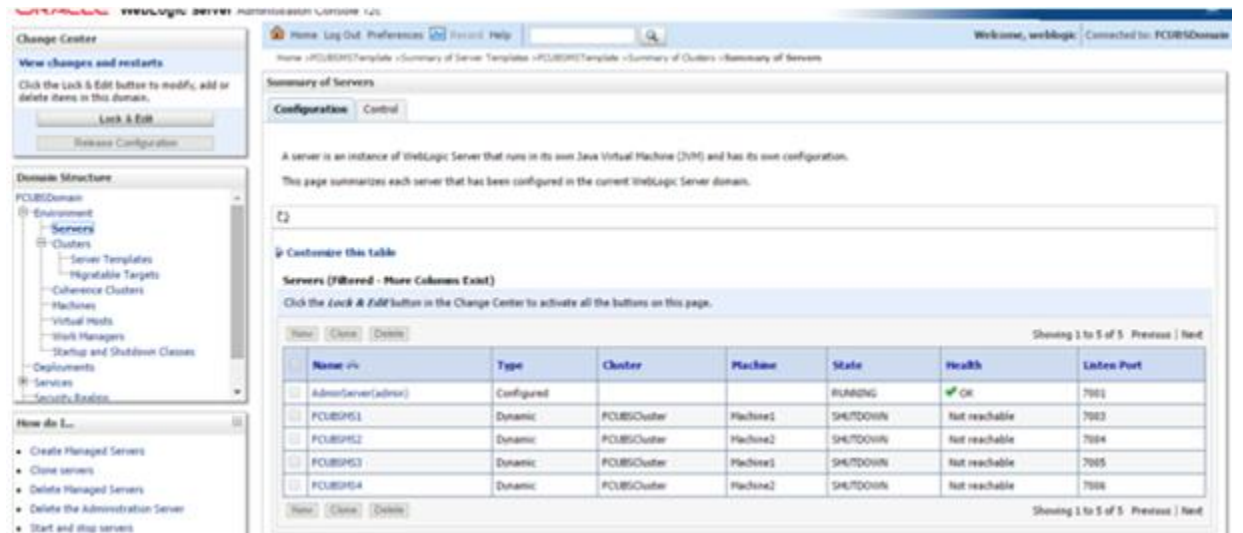 ORACLE WebLogic Server Administration Console 12c
Change Center
View changes and restarts
Click the Lock & Edit button to modify, add or
delete items in this domain.
Lock & Edit
Release Configuration
Domain Structure
FCUBSDomain
Environment
Servers
Clusters
Server Templates
Migratable Targets
Coherence Clusters
Machines
Virtual Hosts
Work Managers
Startup and Shutdown Classes
Deployments
Services
Security Realms
How do I...
Create Managed Servers
Clone servers
Delete Managed Servers
Delete the Administration Server
Start and stop servers
Home Log Out Preferences Record Help
Welcome, weblogic Connected to: FCUBSDomain
Home >FCUBSMSTemplate >Summary of Server Templates >FCUBSMSTemplate >Summary of Clusters >Summary of Servers
Summary of Servers
Configuration Control
A server is an instance of WebLogic Server that runs in its own Java Virtual Machine (JVM) and has its own configuration.
This page summarizes each server that has been configured in the current WebLogic Server domain.
Customize this table
Servers (Filtered - More Columns Exist)
Click the Lock & Edit button in the Change Center to activate all the buttons on this page.
New Clone Delete Showing 1 to 5 of 5 Previous | Next
Name Type Cluster Machine State Health Listen Port
AdminServer(admin) Configured RUNNING OK 7001
FCUBSMS1 Dynamic FCUBSCluster Machine1 SHUTDOWN Not reachable 7003
FCUBSMS2 Dynamic FCUBSCluster Machine2 SHUTDOWN Not reachable 7004
FCUBSMS3 Dynamic FCUBSCluster Machine1 SHUTDOWN Not reachable 7005
FCUBSMS4 Dynamic FCUBSCluster Machine2 SHUTDOWN Not reachable 7006
New Clone Delete Showing 1 to 5 of 5 Previous | Next